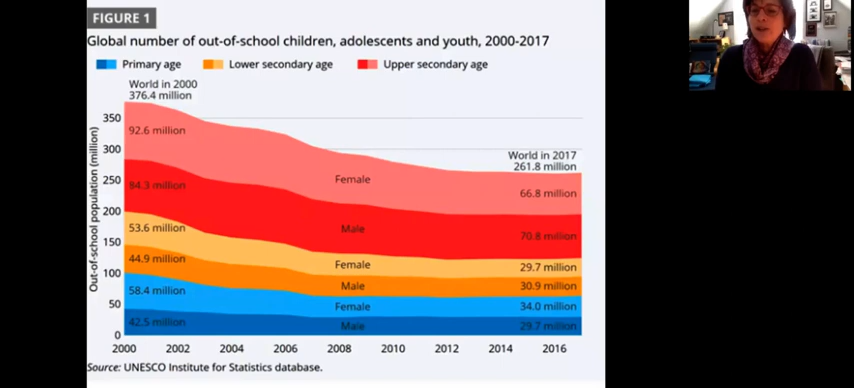 FIGURE 1
Global number of out-of-school children, adolescents and youth, 2000-2017
Primary age
Lower secondary age
Upper secondary age
World in 2000
376.4 million
World in 2017
261.8 million
Out-of-school population (million)
350
300
250
200
150
100
50
0
92.6 million
84.3 million
53.6 million
44.9 million
58.4 million
42.5 million
Female
Male
Female
Male
Female
Male
66.8 million
70.8 million
29.7 million
30.9 million
34.0 million
29.7 million
2000 2002 2004 2006 2008 2010 2012 2014 2016
Source: UNESCO Institute for Statistics database.